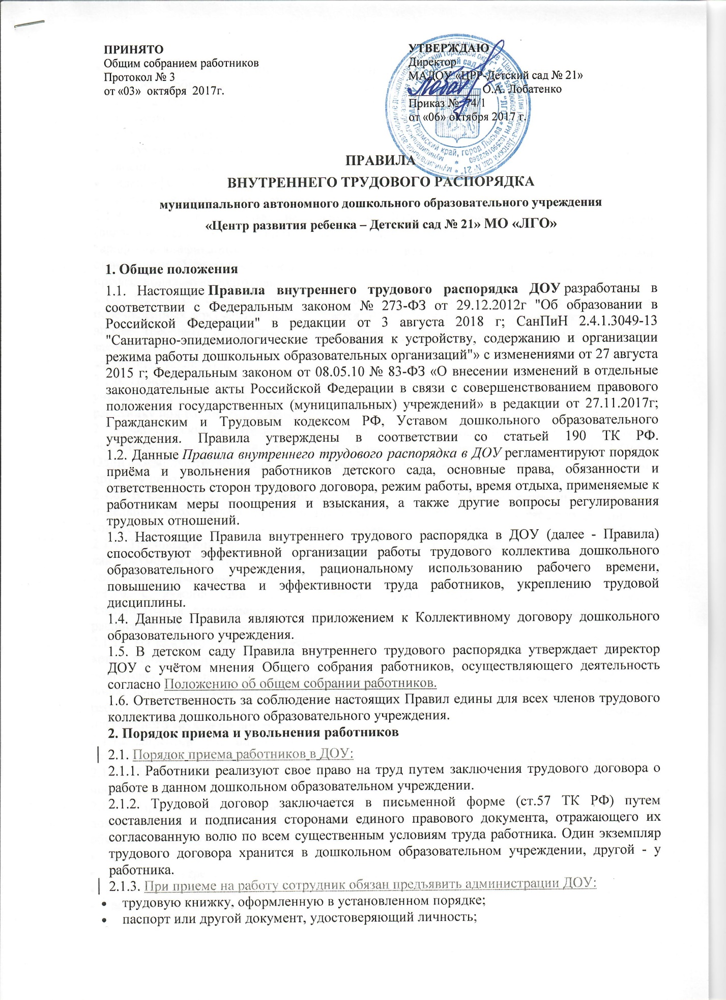 ПРИНЯТО
Общим собранием работников
Протокол № 3
от «03» октября 2017г.
УТВЕРЖДАЮ
Директор
МАДОУ «ЦРР-Детский сад № 21»
О.А. Лобатенко
Приказ № 74/1
от «06» октября 2017 г.
Пермский край, город Лысьва
ПРАВИЛА
ВНУТРЕННЕГО ТРУДОВОГО РАСПОРЯДКА
муниципального автономного дошкольного образовательного учреждения
«Центр развития ребенка – Детский сад № 21» МО «ЛГО»
1. Общие положения
1.1. Настоящие Правила внутреннего трудового распорядка ДОУ разработаны в
соответствии с Федеральным законом № 273-ФЗ от 29.12.2012г "Об образовании в
Российской Федерации" в редакции от 3 августа 2018 г; СанПиН 2.4.1.3049-13
"Санитарно-эпидемиологические требования к устройству, содержанию и организации
режима работы дошкольных образовательных организаций"» с изменениями от 27 августа
2015 г; Федеральным законом от 08.05.10 № 83-ФЗ «О внесении изменений в отдельные
законодательные акты Российской Федерации в связи с совершенствованием правового
положения государственных (муниципальных) учреждений» в редакции от 27.11.2017г;
Гражданским и Трудовым кодексом РФ, Уставом дошкольного образовательного
учреждения. Правила утверждены в соответствии со статьей 190 ТК РФ.
1.2. Данные Правила внутреннего трудового распорядка в ДОУ регламентируют порядок
приёма и увольнения работников детского сада, основные права, обязанности и
ответственность сторон трудового договора, режим работы, время отдыха, применяемые к
работникам меры поощрения и взыскания, а также другие вопросы регулирования
трудовых отношений.
1.3. Настоящие Правила внутреннего трудового распорядка в ДОУ (далее - Правила)
способствуют эффективной организации работы трудового коллектива дошкольного
образовательного учреждения, рациональному использованию рабочего времени,
повышению качества и эффективности труда работников, укреплению трудовой
дисциплины.
1.4. Данные Правила являются приложением к Коллективному договору дошкольного
образовательного учреждения.
1.5. В детском саду Правила внутреннего трудового распорядка утверждает директор
ДОУ с учётом мнения Общего собрания работников, осуществляющего деятельность
согласно Положению об общем собрании работников.
1.6. Ответственность за соблюдение настоящих Правил едины для всех членов трудового
коллектива дошкольного образовательного учреждения.
2. Порядок приема и увольнения работников
2.1. Порядок приема работников в ДОУ:
2.1.1. Работники реализуют свое право на труд путем заключения трудового договора о
работе в данном дошкольном образовательном учреждении.
2.1.2. Трудовой договор заключается в письменной форме (ст.57 ТК РФ) путем
составления и подписания сторонами единого правового документа, отражающего их
согласованную волю по всем существенным условиям труда работника. Один экземпляр
трудового договора хранится в дошкольном образовательном учреждении, другой - у
работника.
2.1.3. При приеме на работу сотрудник обязан предъявить администрации ДОУ:
• трудовую книжку, оформленную в установленном порядке;
• паспорт или другой документ, удостоверяющий личность;